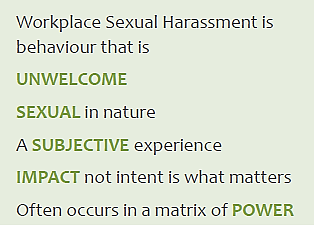 Workplace Sexual Harassment is
behaviour that is
UNWELCOME
SEXUAL in nature
A SUBJECTIVE experience
IMPACT not intent is what matters
Often occurs in a matrix of POWER